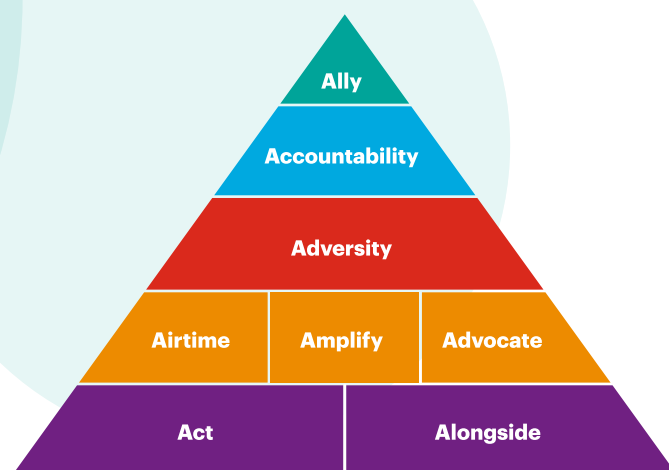 Ally
Accountability
Adversity
Airtime Amplify Advocate
Act Alongside